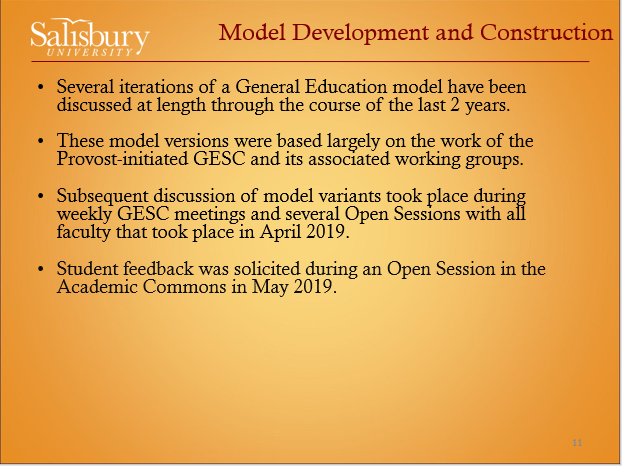 Salisbury
UNIVERSITY
Model Development and Construction
• Several iterations of a General Education model have been
discussed at length through the course of the last 2 years.
• These model versions were based largely on the work of the
Provost-initiated GESC and its associated working groups.
• Subsequent discussion of model variants took place during
weekly GESC meetings and several Open Sessions with all
faculty that took place in April 2019.
• Student feedback was solicited during an Open Session in the
Academic Commons in May 2019.
11